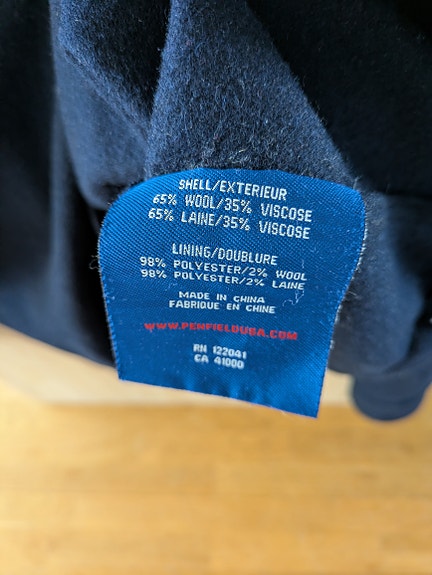 SHELL/EXTERIEUR
65% WOOL/35% VISCOSE
65% LAINE/35% VISCOSE
LINING/DOUBLURE
98% POLYESTER/2% WOOL
98% POLYESTER/2% LAINE
MADE IN CHINA
FABRIQUE EN CHINE
WWW.PENFIELDUSA.COM
RN 122041
CA 41000